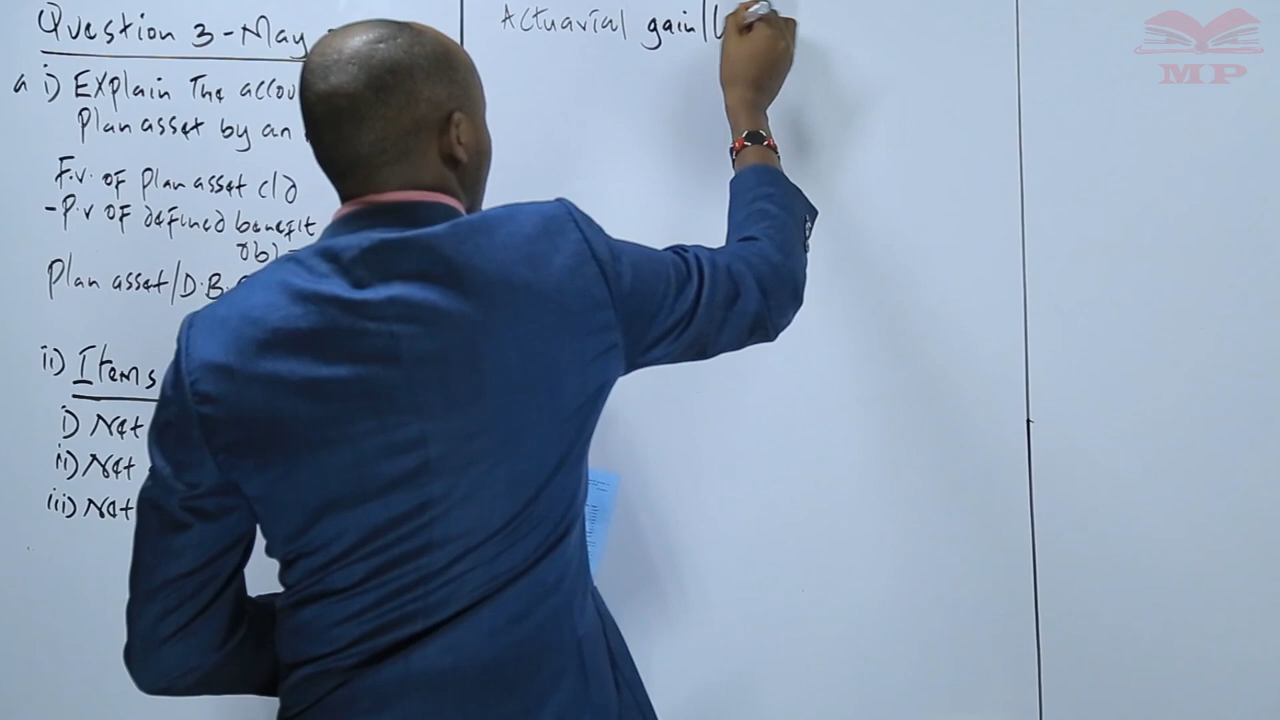 Question 3-May
a i) Explain The accou
Plan asset by an
F.v. of plan asset c/d
-P.v of defined benefit
obl
Plan asset/D.B.
ii) Items
i) Net
ii) Net
iii) Net
Actuarial gain/l
MP